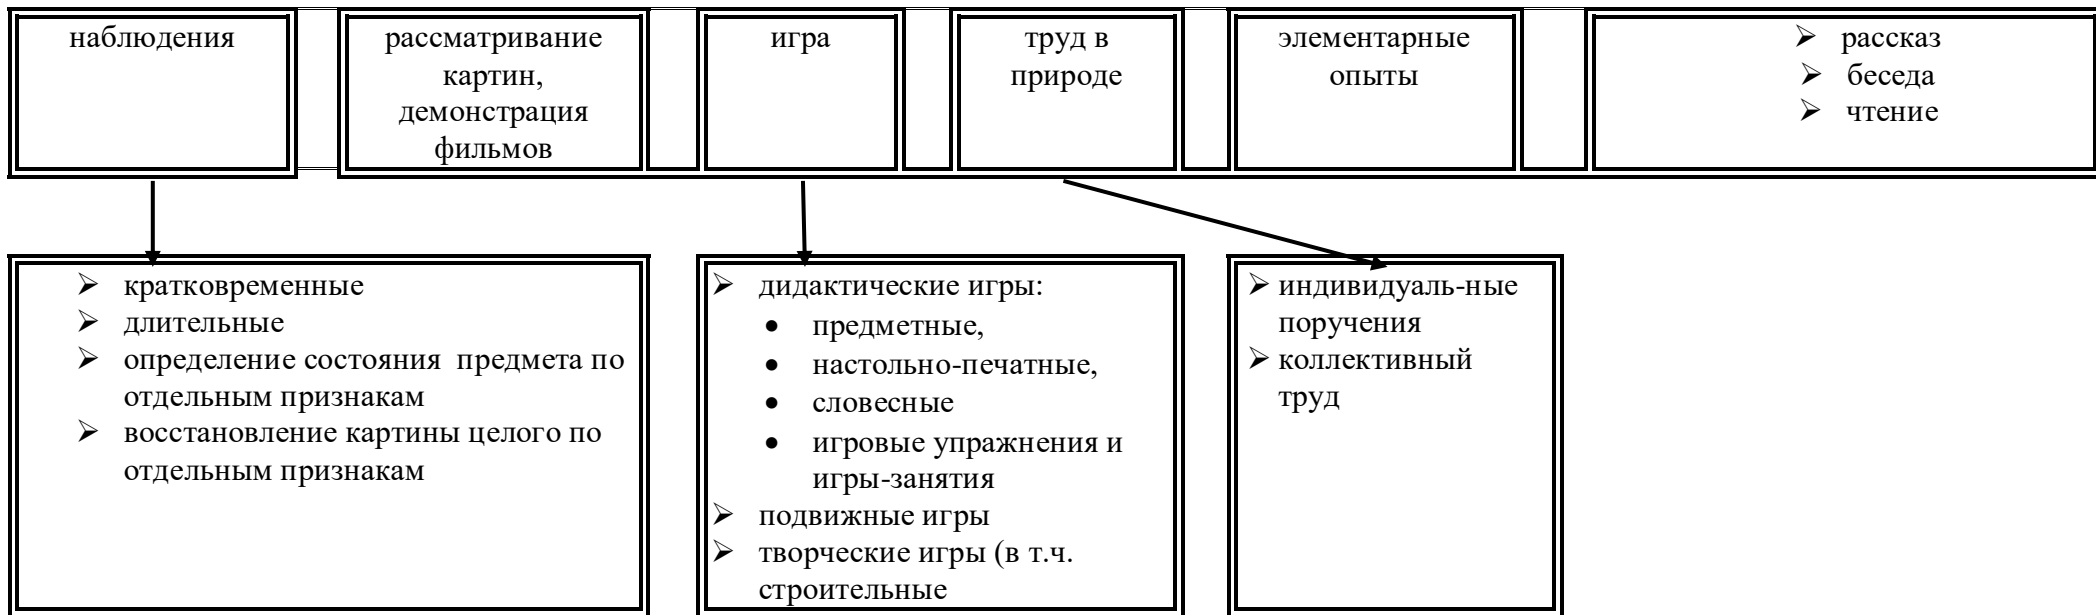 наблюдения
рассматривание
картин,
демонстрация
фильмов
игра
труд в
природе
элементарные
опыты
➢ рассказ
➢ беседа
➢ чтение
➢ кратковременные
➢ длительные
➢ определение состояния предмета по
отдельным признакам
➢ восстановление картины целого по
отдельным признакам
➢ дидактические игры:
• предметные,
• настольно-печатные,
• словесные
• игровые упражнения и
игры-занятия
➢ подвижные игры
➢ творческие игры (в т.ч.
строительные
➢ индивидуаль-ные
поручения
➢ коллективный
труд